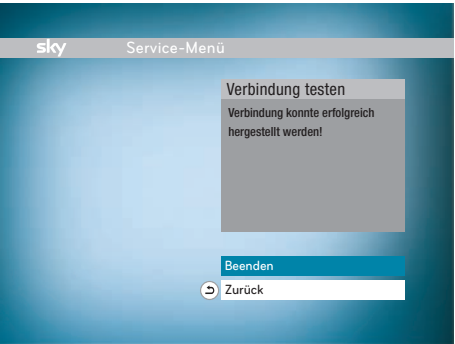 sky Service-Menü
Verbindung testen
Verbindung konnte erfolgreich
hergestellt werden!
Beenden
Zurück